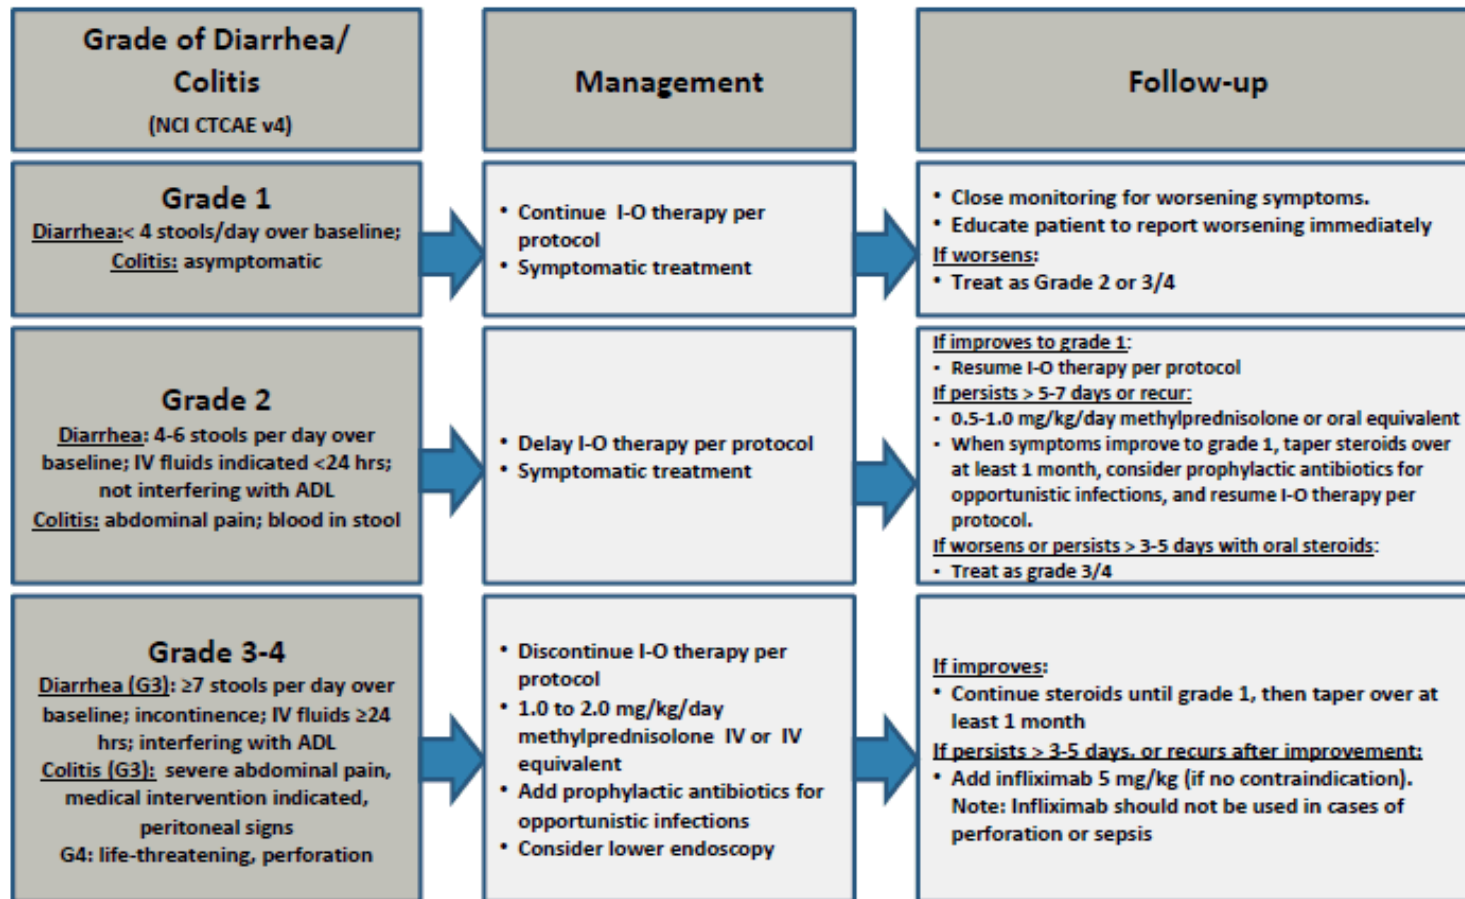 Grade of Diarrhea/
Colitis
(NCI CTCAE v4)
Management
Follow-up
Grade 1
Diarrhea:< 4 stools/day over baseline;
Colitis: asymptomatic
• Continue I-O therapy per
protocol
• Symptomatic treatment
• Close monitoring for worsening symptoms.
• Educate patient to report worsening immediately
If worsens:
• Treat as Grade 2 or 3/4
Grade 2
Diarrhea: 4-6 stools per day over
baseline; IV fluids indicated <24 hrs;
not interfering with ADL
Colitis: abdominal pain; blood in stool
• Delay I-O therapy per protocol
• Symptomatic treatment
If improves to grade 1:
• Resume I-O therapy per protocol
If persists > 5-7 days or recur:
• 0.5-1.0 mg/kg/day methylprednisolone or oral equivalent
• When symptoms improve to grade 1, taper steroids over
at least 1 month, consider prophylactic antibiotics for
opportunistic infections, and resume I-O therapy per
protocol.
If worsens or persists > 3-5 days with oral steroids:
• Treat as grade 3/4
Grade 3-4
Diarrhea (G3): ≥7 stools per day over
baseline; incontinence; IV fluids ≥24
hrs; interfering with ADL
Colitis (G3): severe abdominal pain,
medical intervention indicated,
peritoneal signs
G4: life-threatening, perforation
• Discontinue I-O therapy per
protocol
• 1.0 to 2.0 mg/kg/day
methylprednisolone IV or IV
equivalent
• Add prophylactic antibiotics for
opportunistic infections
• Consider lower endoscopy
If improves:
• Continue steroids until grade 1, then taper over at
least 1 month
If persists > 3-5 days, or recurs after improvement:
• Add infliximab 5 mg/kg (if no contraindication).
Note: Infliximab should not be used in cases of
perforation or sepsis